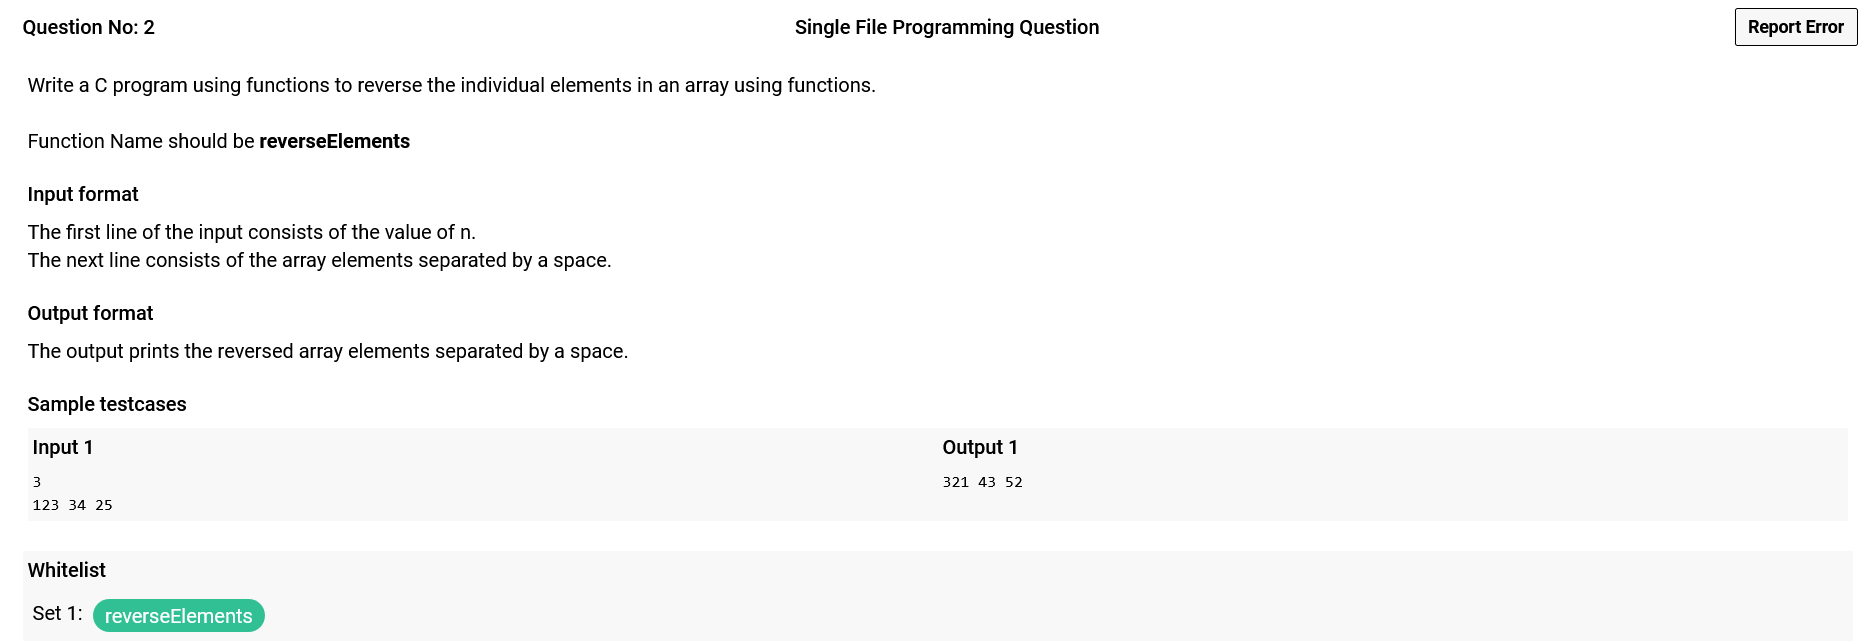 Question No: 2
Single File Programming Question
Report Error
Write a C program using functions to reverse the individual elements in an array using functions.
Function Name should be reverseElements
Input format
The first line of the input consists of the value of n.
The next line consists of the array elements separated by a space.
Output format
The output prints the reversed array elements separated by a space.
Sample testcases
Input 1
3
123 34 25
Output 1
321 43 52
Whitelist
Set 1: reverseElements